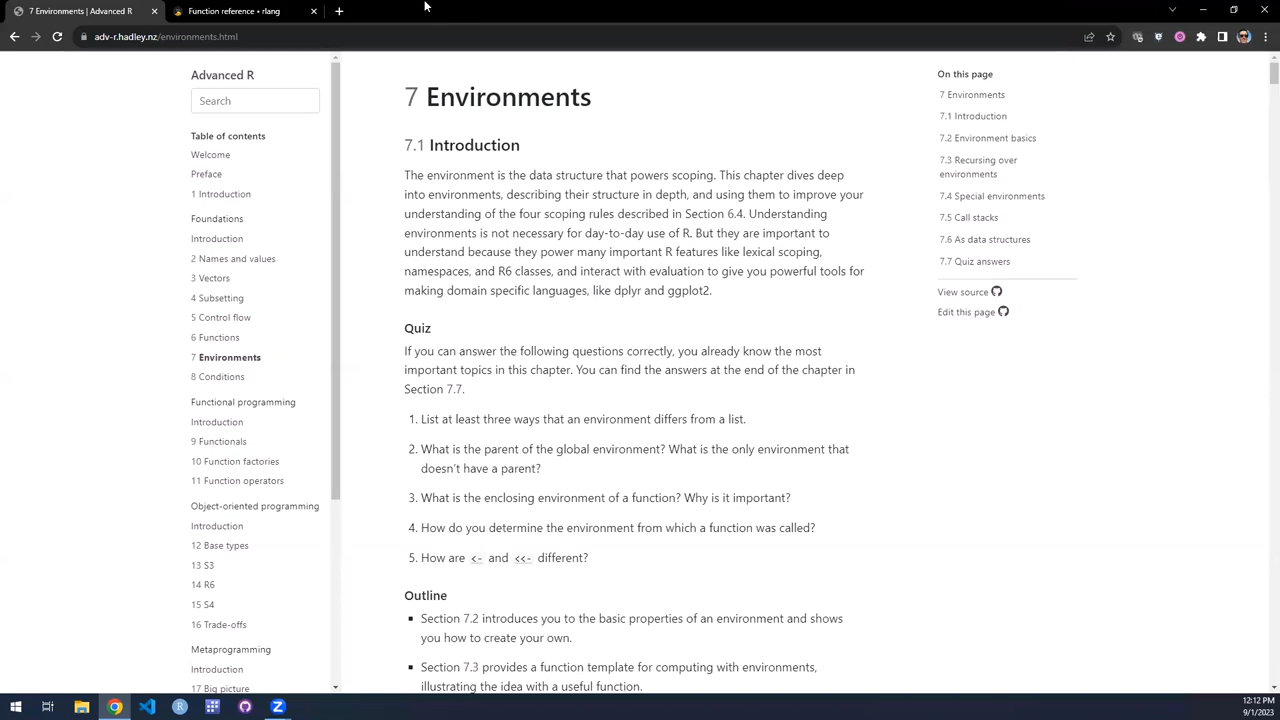 7 Environments | Advanced R
Function reference • rlang
adv-r.hadley.nz/environments.html
Advanced R
Search
Table of contents
Welcome
Preface
1 Introduction
Foundations
Introduction
2 Names and values
3 Vectors
4 Subsetting
5 Control flow
6 Functions
7 Environments
8 Conditions
Functional programming
Introduction
9 Functionals
10 Function factories
11 Function operators
Object-oriented programming
Introduction
12 Base types
13 S3
14 R6
15 S4
16 Trade-offs
Metaprogramming
Introduction
17 Big picture
7 Environments
7.1 Introduction
The environment is the data structure that powers scoping. This chapter dives deep
into environments, describing their structure in depth, and using them to improve your
understanding of the four scoping rules described in Section 6.4. Understanding
environments is not necessary for day-to-day use of R. But they are important to
understand because they power many important R features like lexical scoping,
namespaces, and R6 classes, and interact with evaluation to give you powerful tools for
making domain specific languages, like dplyr and ggplot2.
Quiz
If you can answer the following questions correctly, you already know the most
important topics in this chapter. You can find the answers at the end of the chapter in
Section 7.7.
1. List at least three ways that an environment differs from a list.
2. What is the parent of the global environment? What is the only environment that
doesn't have a parent?
3. What is the enclosing environment of a function? Why is it important?
4. How do you determine the environment from which a function was called?
5. How are <- and <<- different?
Outline
Section 7.2 introduces you to the basic properties of an environment and shows
you how to create your own.
Section 7.3 provides a function template for computing with environments,
illustrating the idea with a useful function.
On this page
7 Environments
7.1 Introduction
7.2 Environment basics
7.3 Recursing over
environments
7.4 Special environments
7.5 Call stacks
7.6 As data structures
7.7 Quiz answers
View source
Edit this page
12:12 PM
9/1/2023